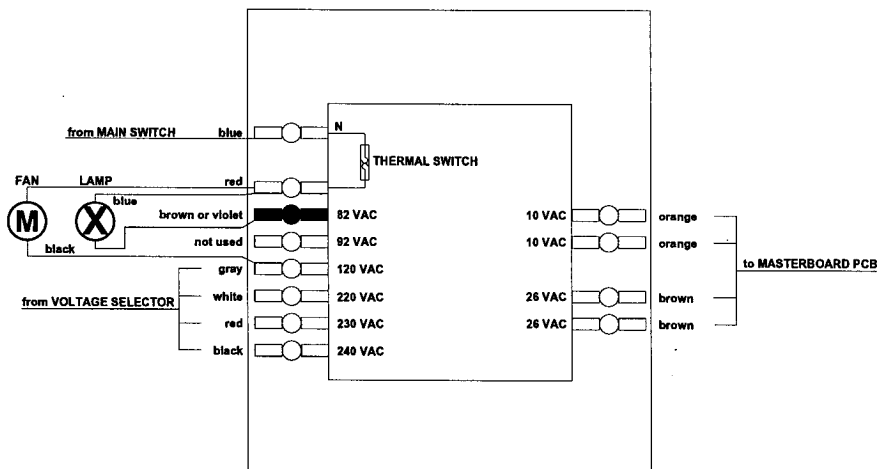 from MAIN SWITCH blue N
THERMAL SWITCH
FAN LAMP red
blue
M X brown or violet 82 VAC 10 VAC orange
not used 92 VAC 10 VAC orange
black
gray 120 VAC to MASTERBOARD PCB
white 220 VAC 26 VAC brown
from VOLTAGE SELECTOR
red 230 VAC 26 VAC brown
black 240 VAC